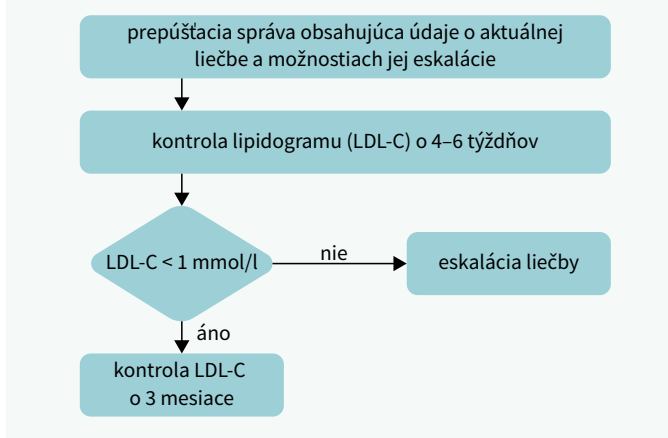 prepúšťacia správa obsahujúca údaje o aktuálnej
liečbe a možnostiach jej eskalácie
kontrola lipidogramu (LDL-C) o 4–6 týždňov
LDL-C < 1 mmol/l
nie
eskalácia liečby
áno
kontrola LDL-C
o 3 mesiace